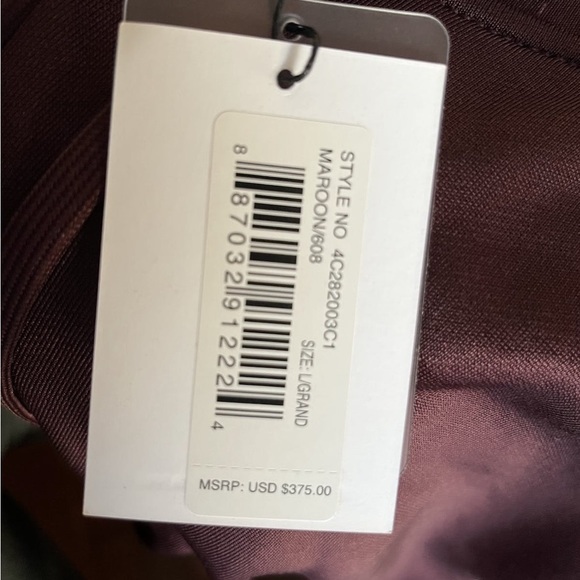 STYLE NO 4C282003C1
MAROON/608
SIZE: L/GRAND
8 87032 91222 4
MSRP: USD $375.00